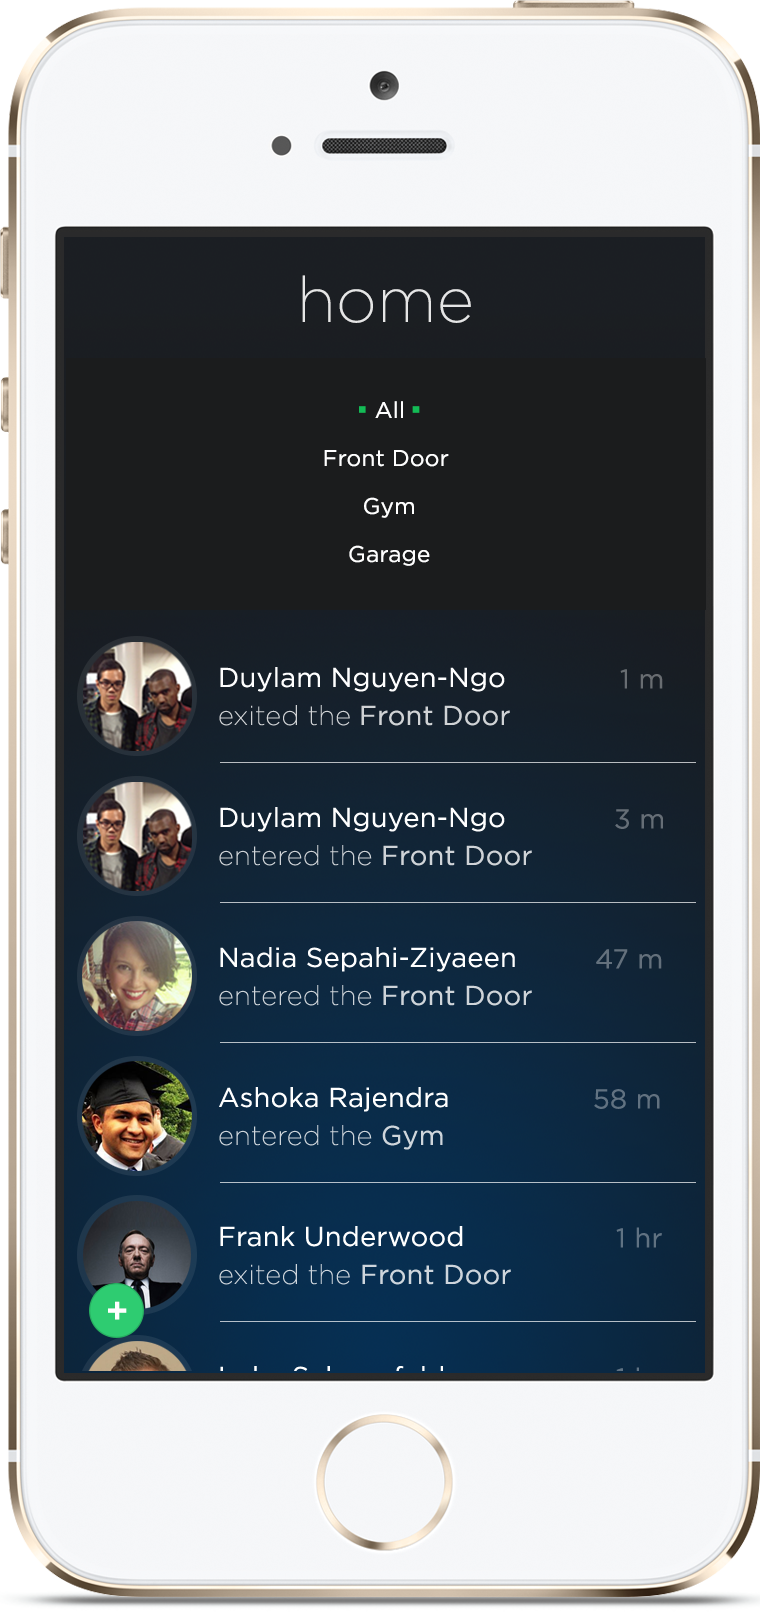 home
All
Front Door
Gym
Garage
Duylam Nguyen-Ngo
1 m
exited the Front Door
Duylam Nguyen-Ngo
3 m
entered the Front Door
Nadia Sepahi-Ziyaeen
47 m
entered the Front Door
Ashoka Rajendra
58 m
entered the Gym
Frank Underwood
1 hr
exited the Front Door
+